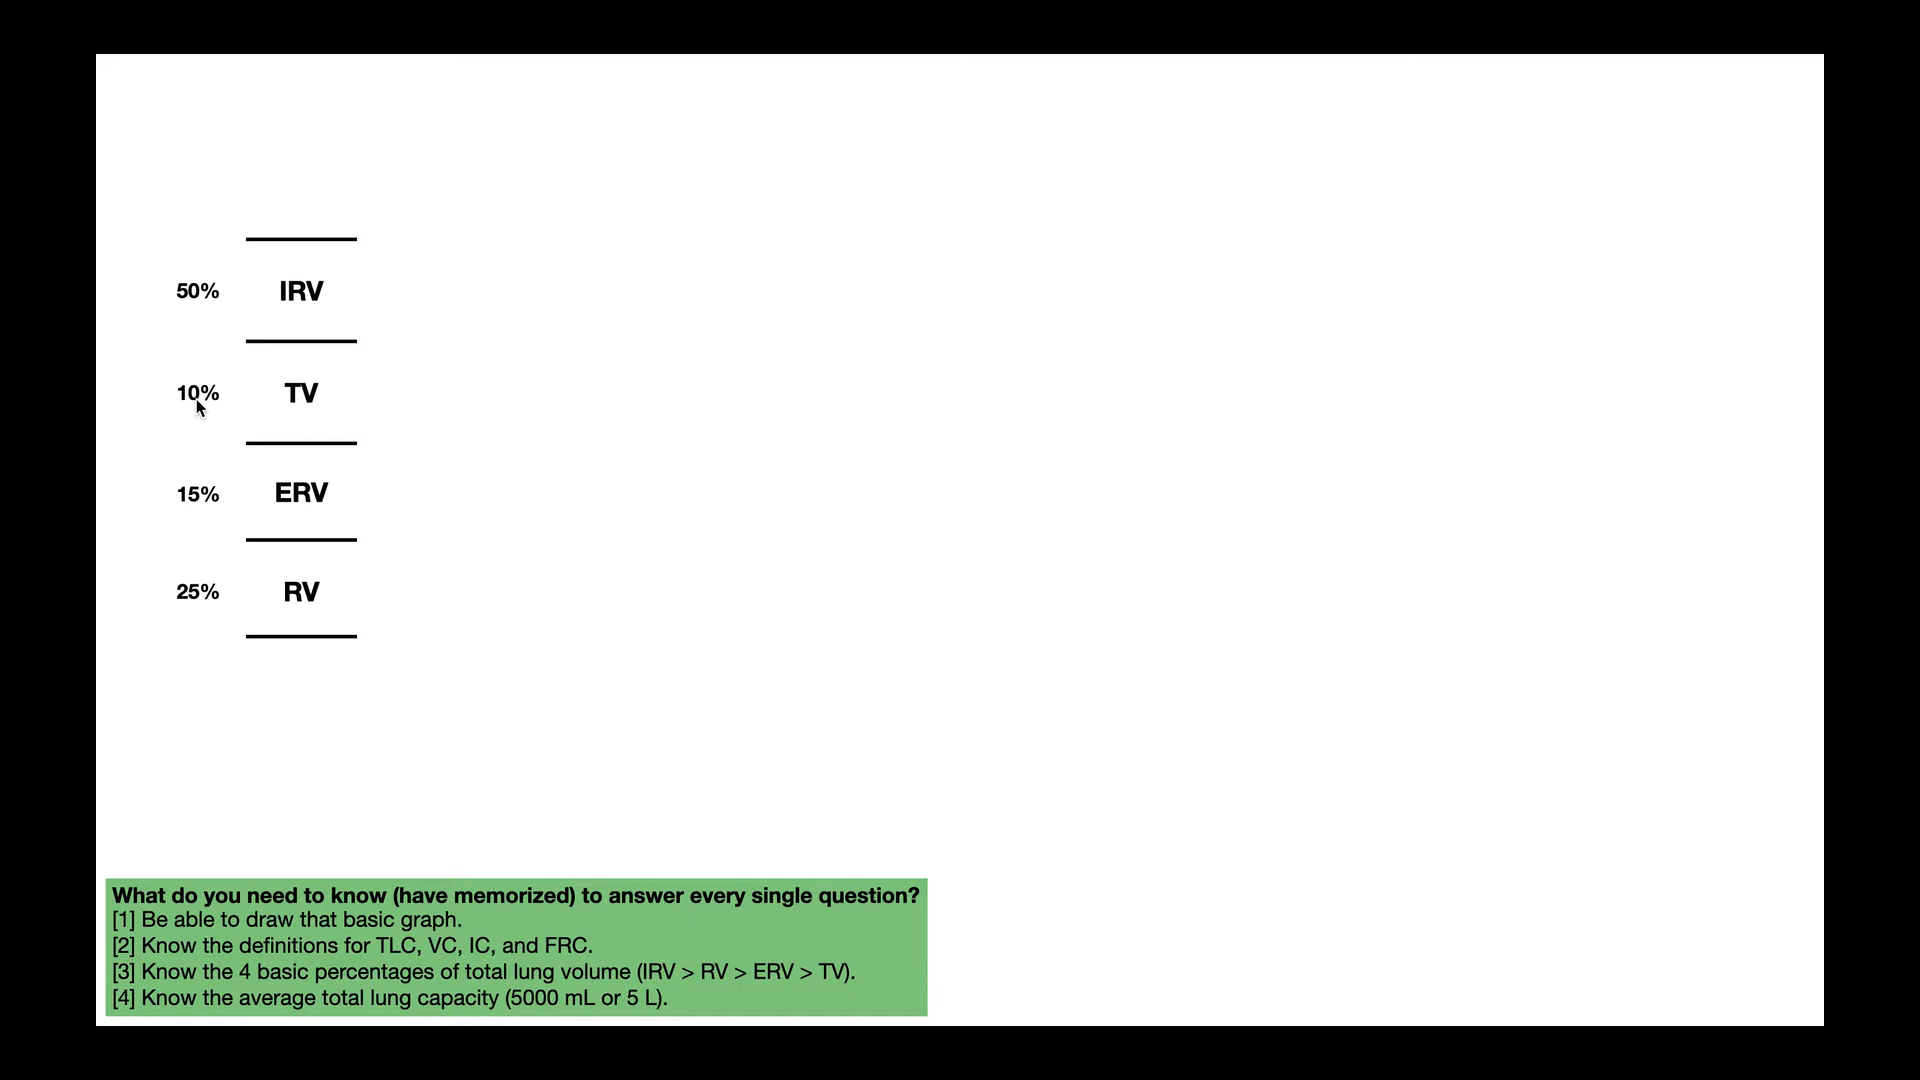 50% IRV
10% TV
15% ERV
25% RV
What do you need to know (have memorized) to answer every single question?
[1] Be able to draw that basic graph.
[2] Know the definitions for TLC, VC, IC, and FRC.
[3] Know the 4 basic percentages of total lung volume (IRV > RV > ERV > TV).
[4] Know the average total lung capacity (5000 mL or 5 L).